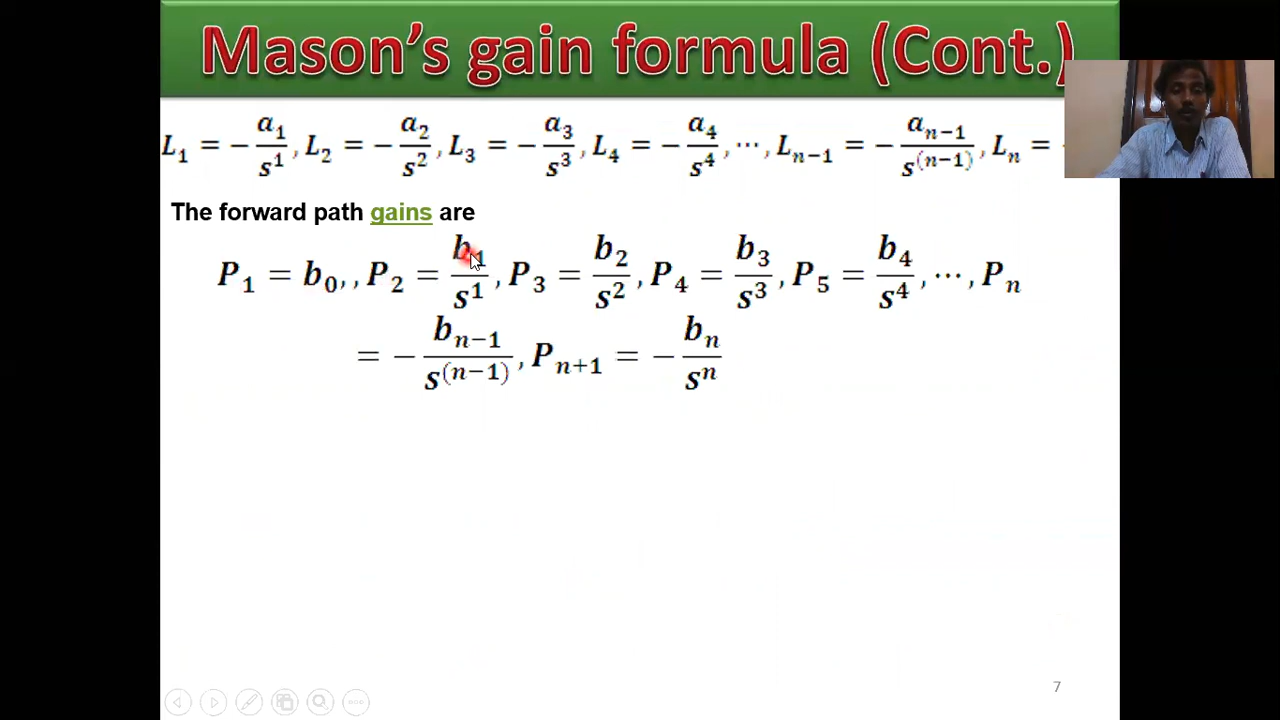 Mason's gain formula (Cont.)
L₁ = −a₁/s¹, L₂ = −a₂/s², L₃ = −a₃/s³, L₄ = −a₄/s⁴, ⋯, Lₙ₋₁ = −aₙ₋₁/s⁽ⁿ⁻¹⁾, Lₙ =
The forward path gains are
P₁ = b₀, , P₂ = b₁/s¹, P₃ = b₂/s², P₄ = b₃/s³, P₅ = b₄/s⁴, ⋯, Pₙ
= −bₙ₋₁/s⁽ⁿ⁻¹⁾, Pₙ₊₁ = −bₙ/sⁿ
7